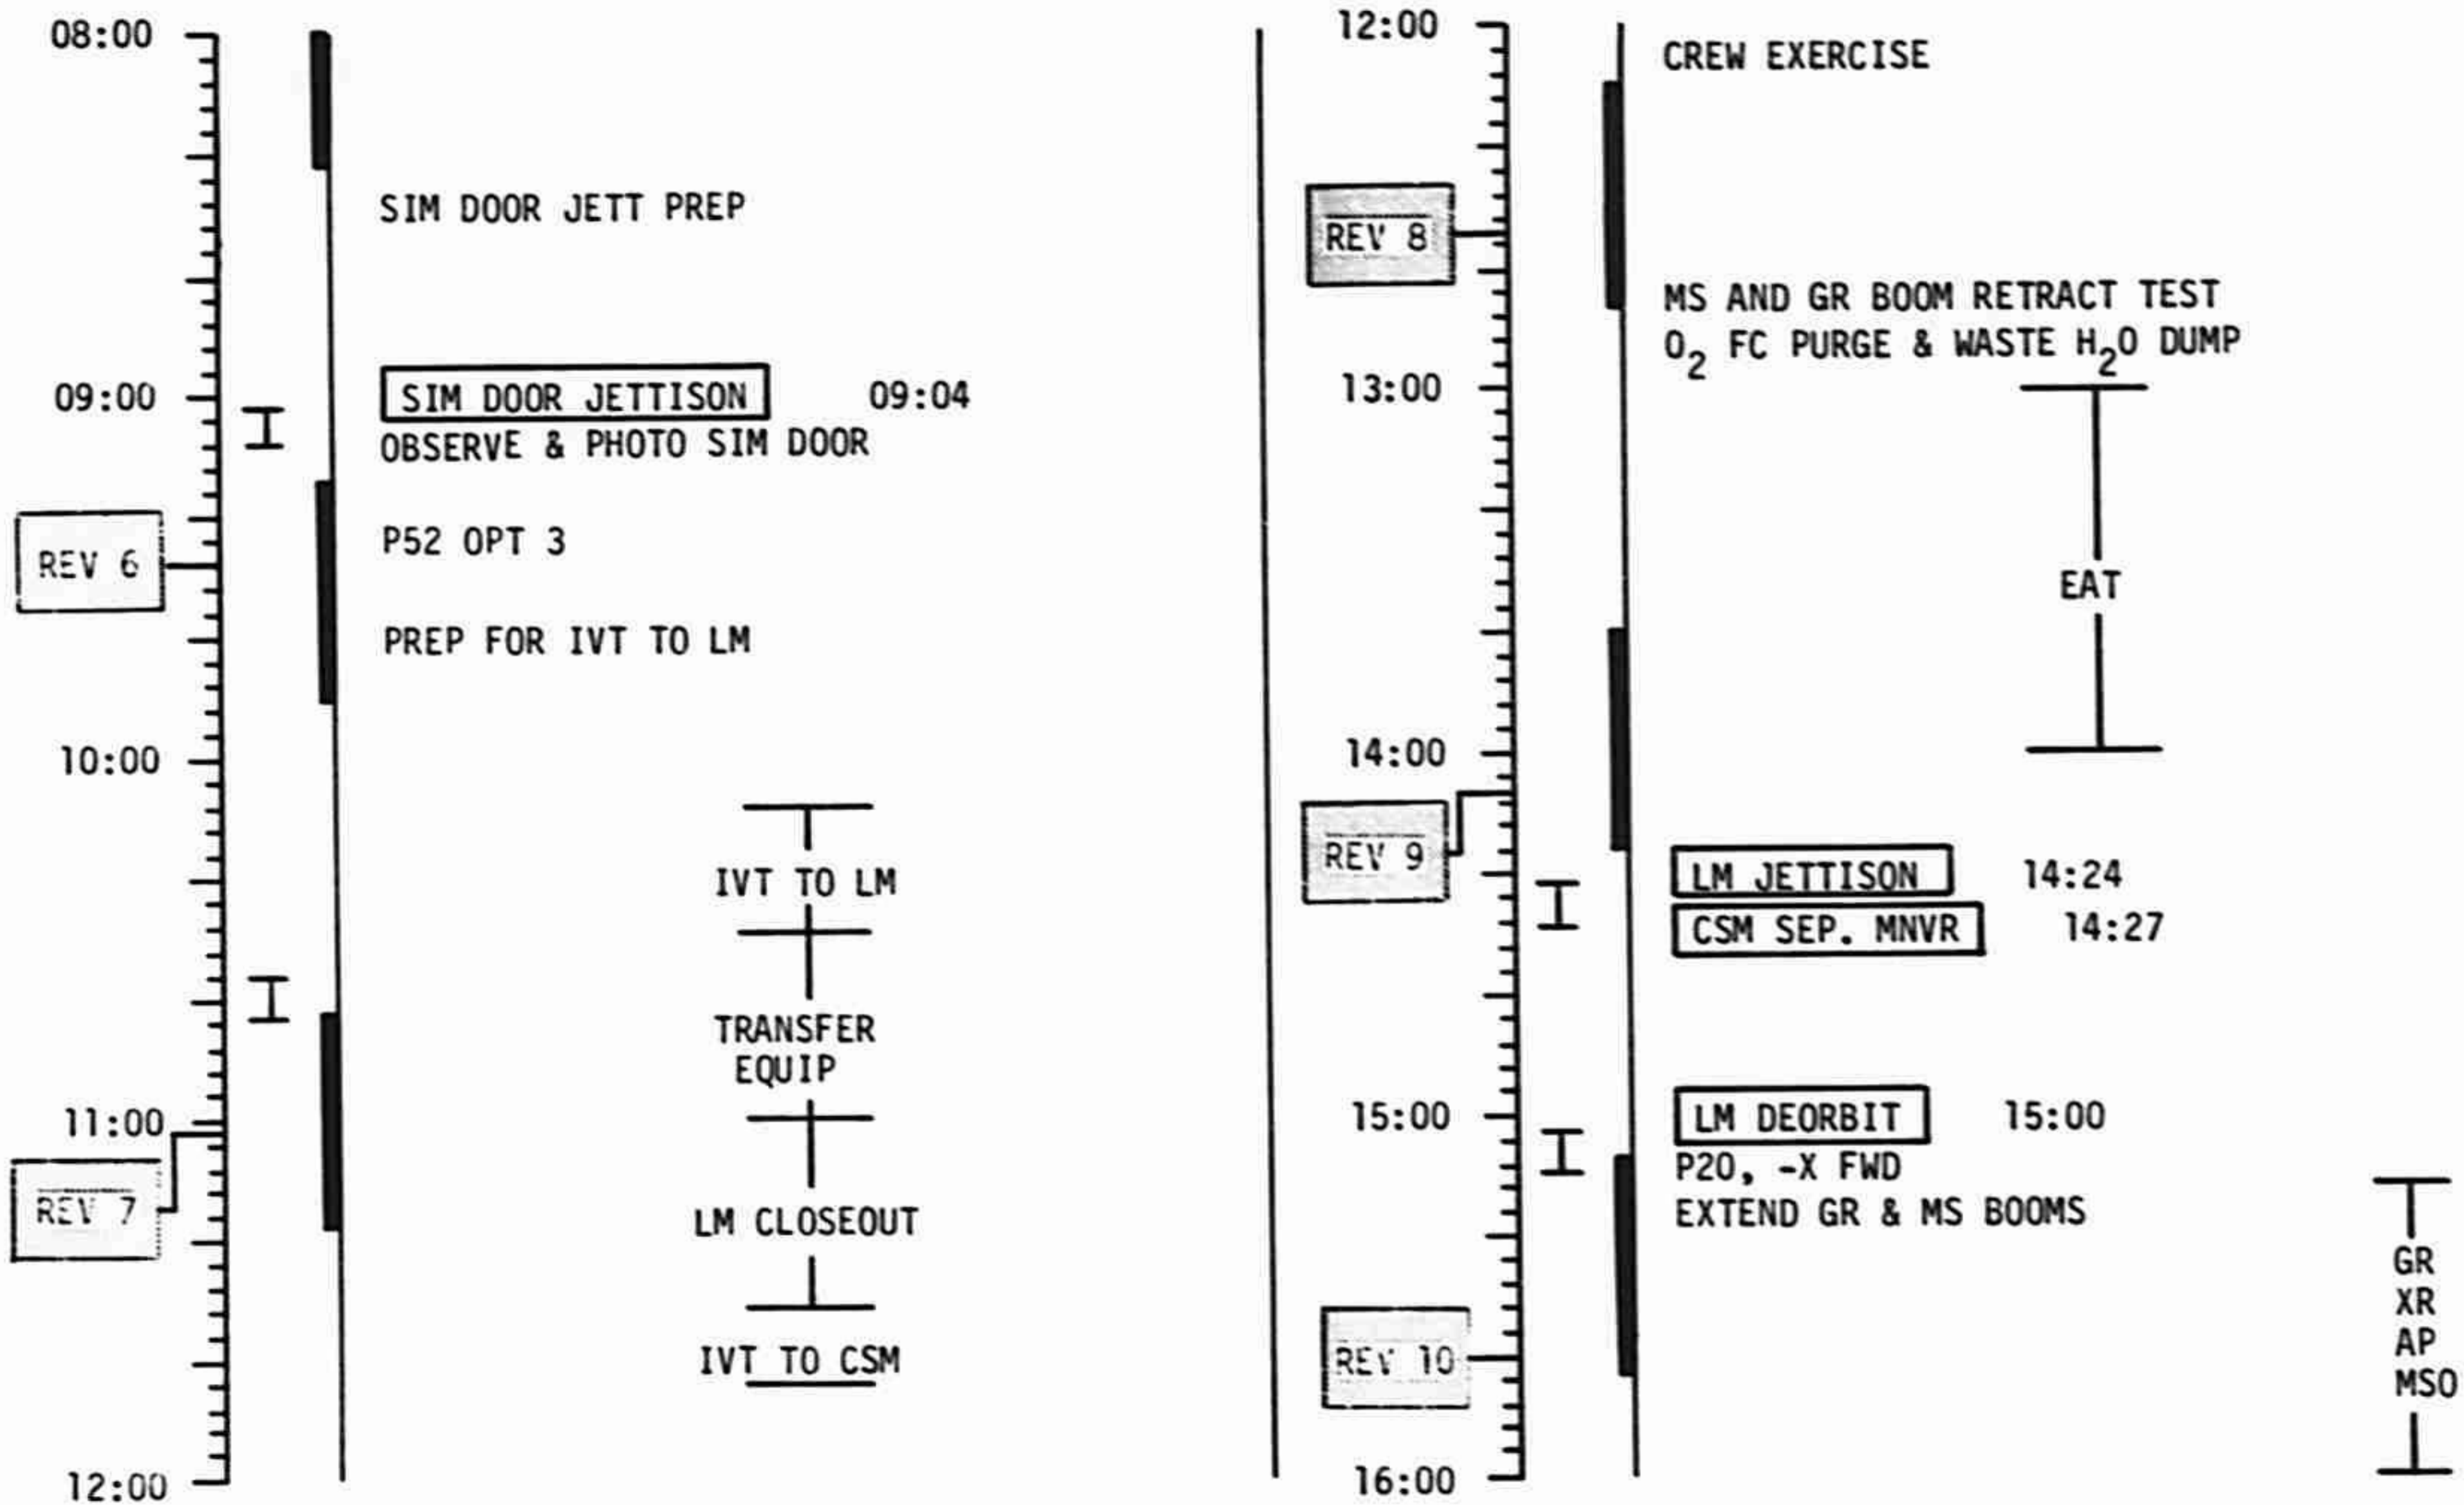 08:00
SIM DOOR JETT PREP
09:00
SIM DOOR JETTISON 09:04
OBSERVE & PHOTO SIM DOOR
P52 OPT 3
REV 6
PREP FOR IVT TO LM
10:00
IVT TO LM
TRANSFER
EQUIP
11:00
REV 7
LM CLOSEOUT
IVT TO CSM
12:00
12:00
CREW EXERCISE
REV 8
MS AND GR BOOM RETRACT TEST
O2 FC PURGE & WASTE H2O DUMP
13:00
EAT
14:00
REV 9
LM JETTISON 14:24
CSM SEP. MNVR 14:27
15:00
LM DEORBIT 15:00
P20, -X FWD
EXTEND GR & MS BOOMS
GR
XR
AP
MSO
REV 10
16:00